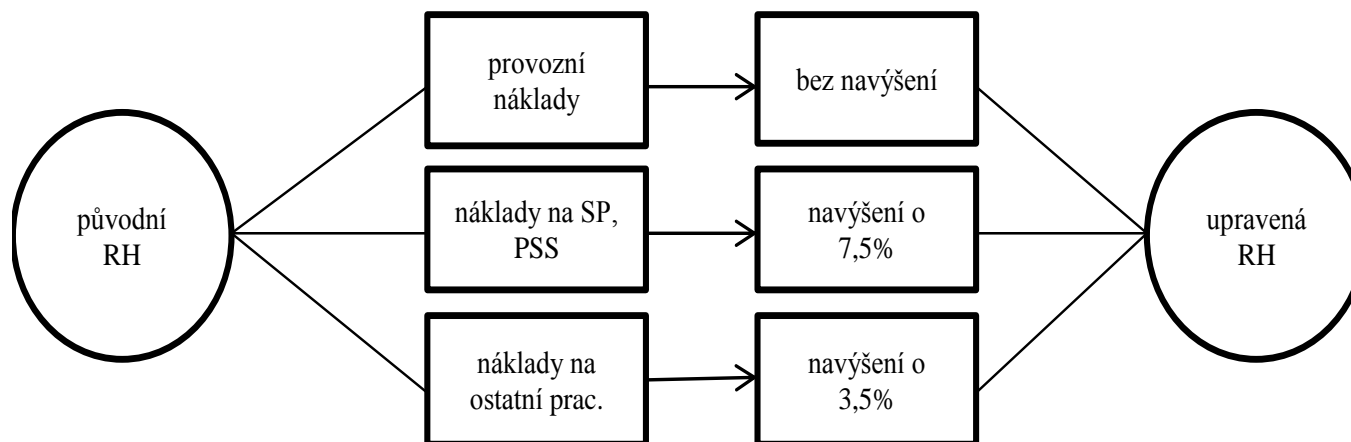 původní
RH
provozní
náklady
bez navýšení
náklady na SP,
PSS
navýšení o
7,5%
náklady na
ostatní prac.
navýšení o
3,5%
upravená
RH